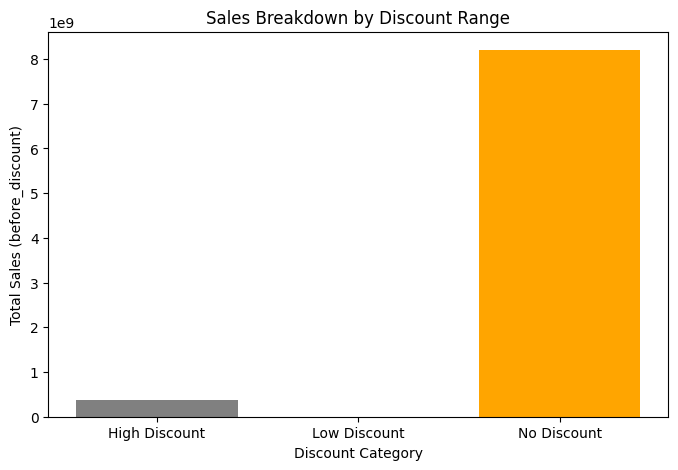 Sales Breakdown by Discount Range
1e9
8
7
6
5
4
3
2
1
0
Total Sales (before_discount)
High Discount
Low Discount
No Discount
Discount Category